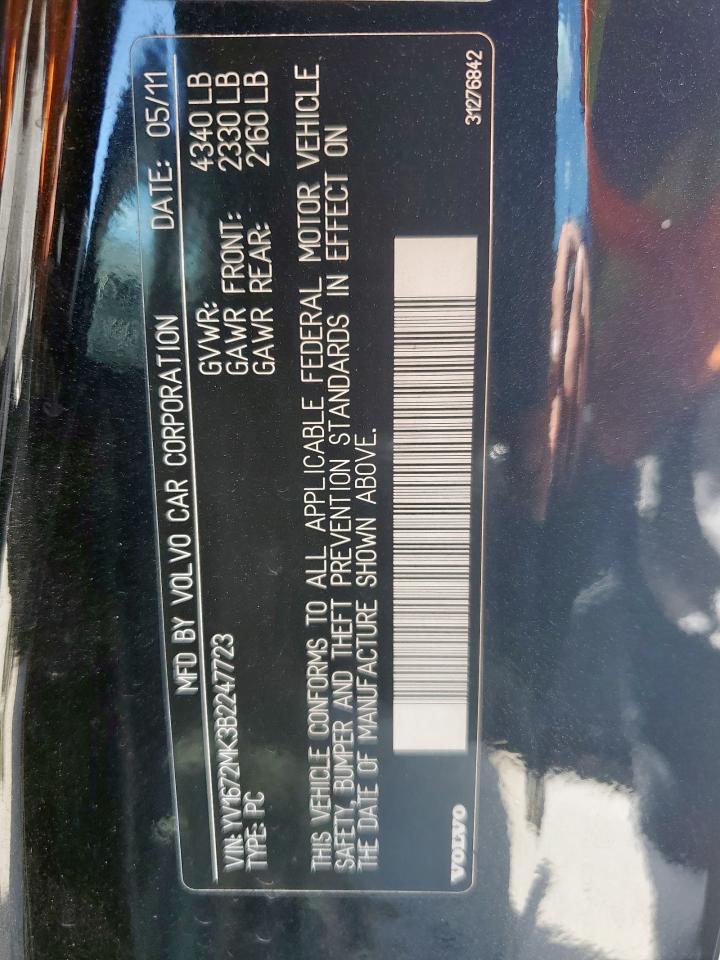 MFD BY VOLVO CAR CORPORATION DATE: 05/11
GVWR: 4340 LB
VIN: YV1672MK3B2247723 GAWR FRONT: 2330 LB
TYPE: PC GAWR REAR: 2160 LB
THIS VEHICLE CONFORMS TO ALL APPLICABLE FEDERAL MOTOR VEHICLE
SAFETY, BUMPER AND THEFT PREVENTION STANDARDS IN EFFECT ON
THE DATE OF MANUFACTURE SHOWN ABOVE.
VOLVO 31276842